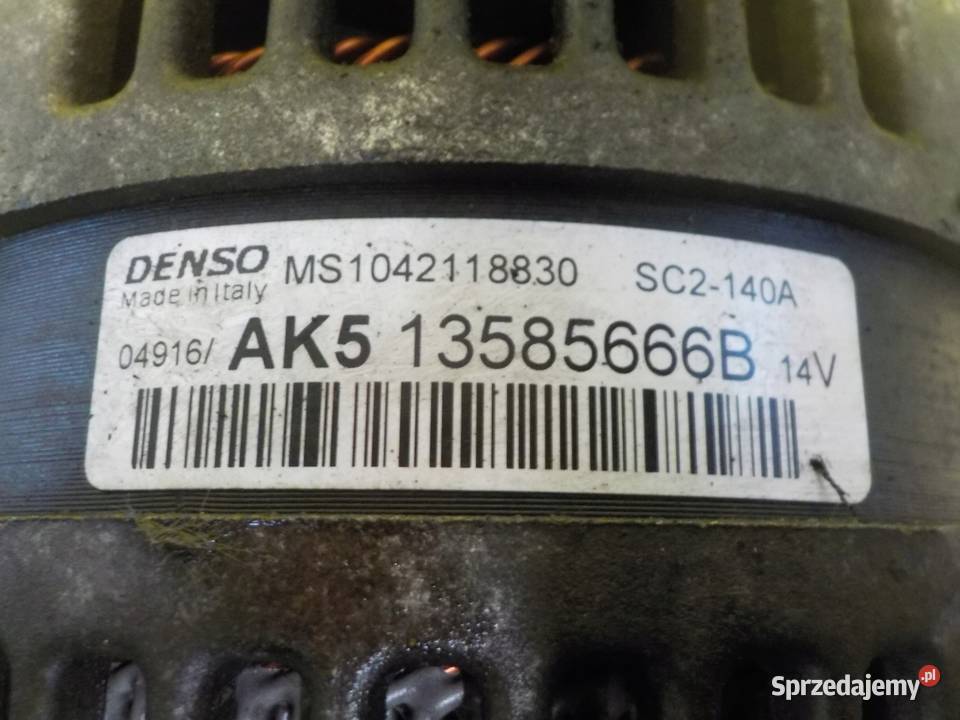 DENSO MS1042118830 SC2-140A
Made in Italy
04916/ AK5 13585666B 14V
Sprzedajemy.pl